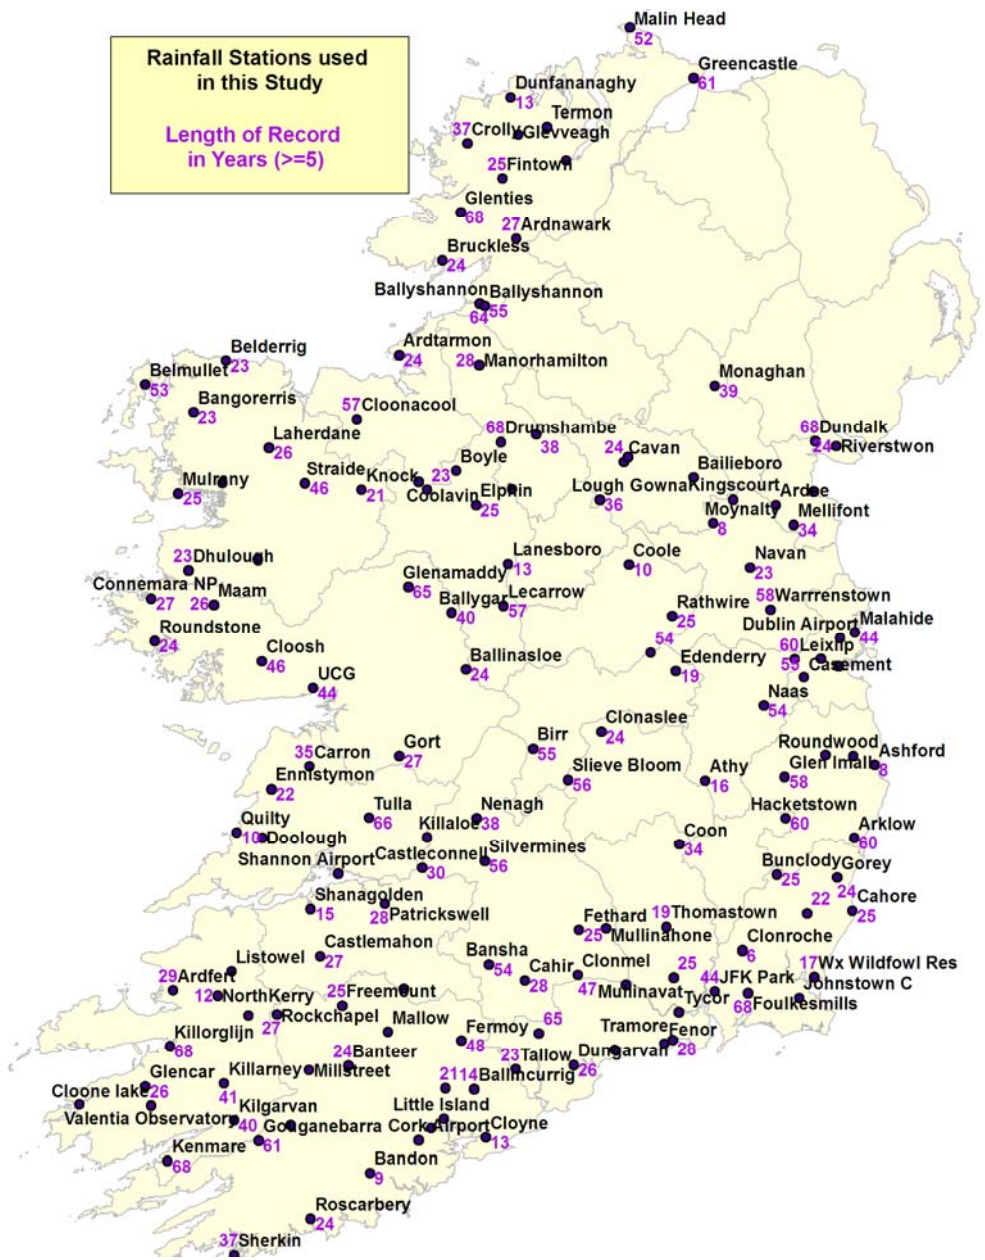 Rainfall Stations used
in this Study
Length of Record
in Years (>=5)
Malin Head
52
Greencastle
61
Dunfananaghy
13
Termon
37 Crolly Glevveagh
25 Fintown
Glenties
68
27 Ardnawark
Bruckless
24
Ballyshannon Ballyshannon
64 55
Ardtarmon
24
28 Manorhamilton
Belderrig
23
Belmullet
53
Bangorerris
23
Monaghan
39
57 Cloonacool
68 Drumshambe
38
68 Dundalk
24 Riverstwon
Laherdane
26
24 Cavan
Boyle
23
Straide
46
Knock
21
Coolavin
Elphin
25
Bailieboro
Lough Gowna Kingscourt
36
Ardee
Moynalty
8
Mellifont
34
Mulrany
25
23 Dhulough
Lanesboro
13
Coole
10
Navan
23
Connemara NP
27
Maam
26
Glenamaddy
65
Ballygar
40
Lecarrow
57
58 Warrrenstown
Rathwire
25
Dublin Airport
Malahide
44
Roundstone
24
Cloosh
46
54
60 Leixlip
55 Casement
Edenderry
19
Ballinasloe
24
UCG
44
Naas
54
Clonaslee
24
Birr
55
Gort
27
35 Carron
Roundwood
Ashford
8
Glen Imall
58
Slieve Bloom
56
Athy
16
Ennistymon
22
Tulla
66
Nenagh
38
Hacketstown
60
Quilty
10 Doolough
Killaloe
Arklow
60
Coon
34
Silvermines
56
Shannon Airport
Castleconnell
30
Bunclody
25
Gorey
24
Cahore
25
22
Shanagolden
15
28 Patrickswell
Fethard
25 Mullinahone
19 Thomastown
Clonroche
6
Castlemahon
27
Bansha
54
Cahir
28
Clonmel
47
Mullinavat
25
17 Wx Wildfowl Res
Johnstown C
Listowel
29 Ardfert
12 NorthKerry
25 Freemount
44 JFK Park
68 Foulkesmills
Tycor
27 Rockchapel
Mallow
65
Tramore Fenor
28
Killorglijn
68
Fermoy
48
24 Banteer
23 Tallow
Dungarvan
26
Glencar
26
Killarney
41
Millstreet
21 14 Ballincurrig
Cloone lake
Valentia Observatory
Kilgarvan
40
Gouganebarra
61
Little Island
Cork Airport
Cloyne
13
Kenmare
68
Bandon
9
Roscarbery
24
37 Sherkin